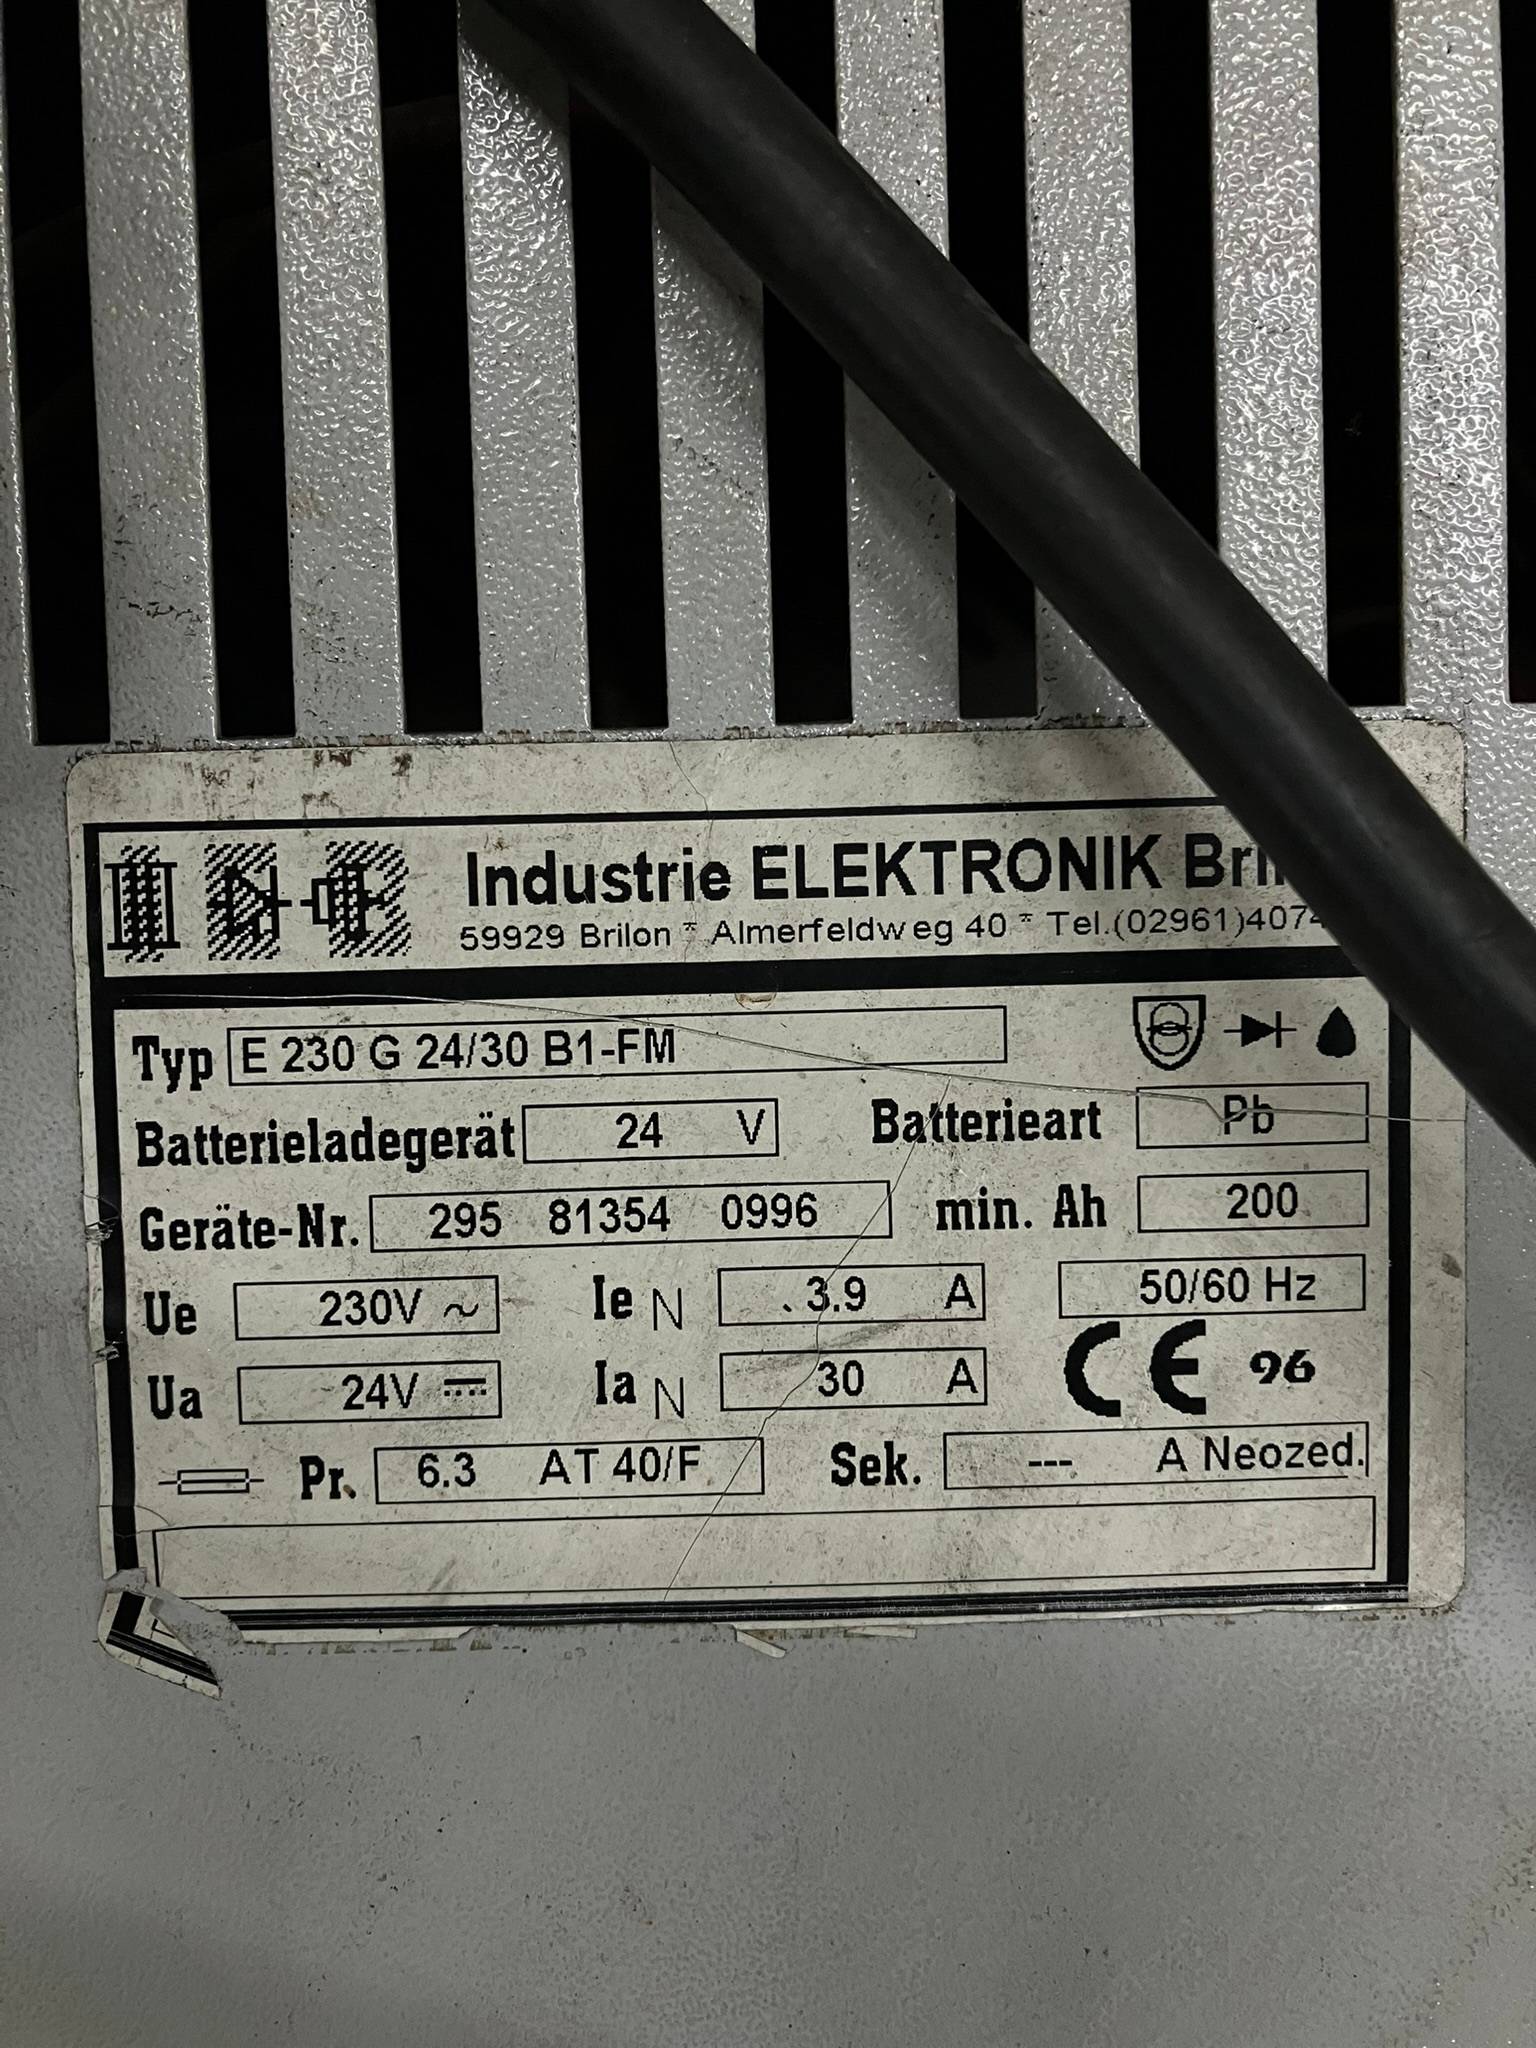 Industrie ELEKTRONIK
59929 Brilon * Almerfeldweg 40 * Tel.(02961)4074
Typ E 230 G 24/30 B1-FM
Batterieladegerät 24 V Batterieart Pb
Geräte-Nr. 295 81354 0996 min. Ah 200
Ue 230V ~ Ie N 3.9 A 50/60 Hz
Ua 24V ⎓ Ia N 30 A CE 96
Pr. 6.3 AT 40/F Sek. --- A Neozed.